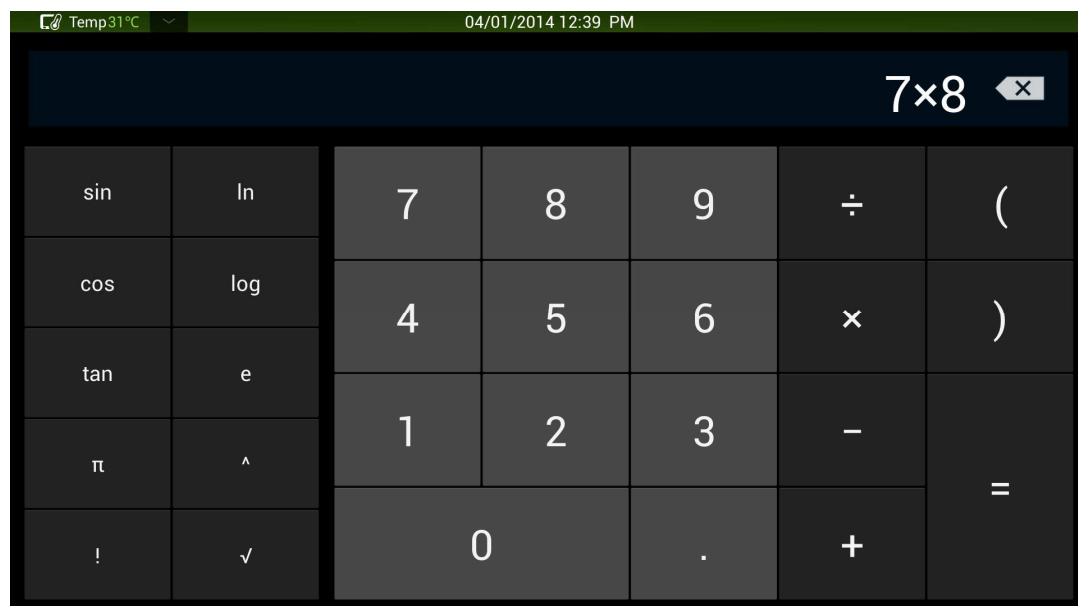 Temp31℃ 04/01/2014 12:39 PM
7×8
sin ln 7 8 9 ÷ (
cos log 4 5 6 × )
tan e 1 2 3 −
π ^ =
! √ 0 . +